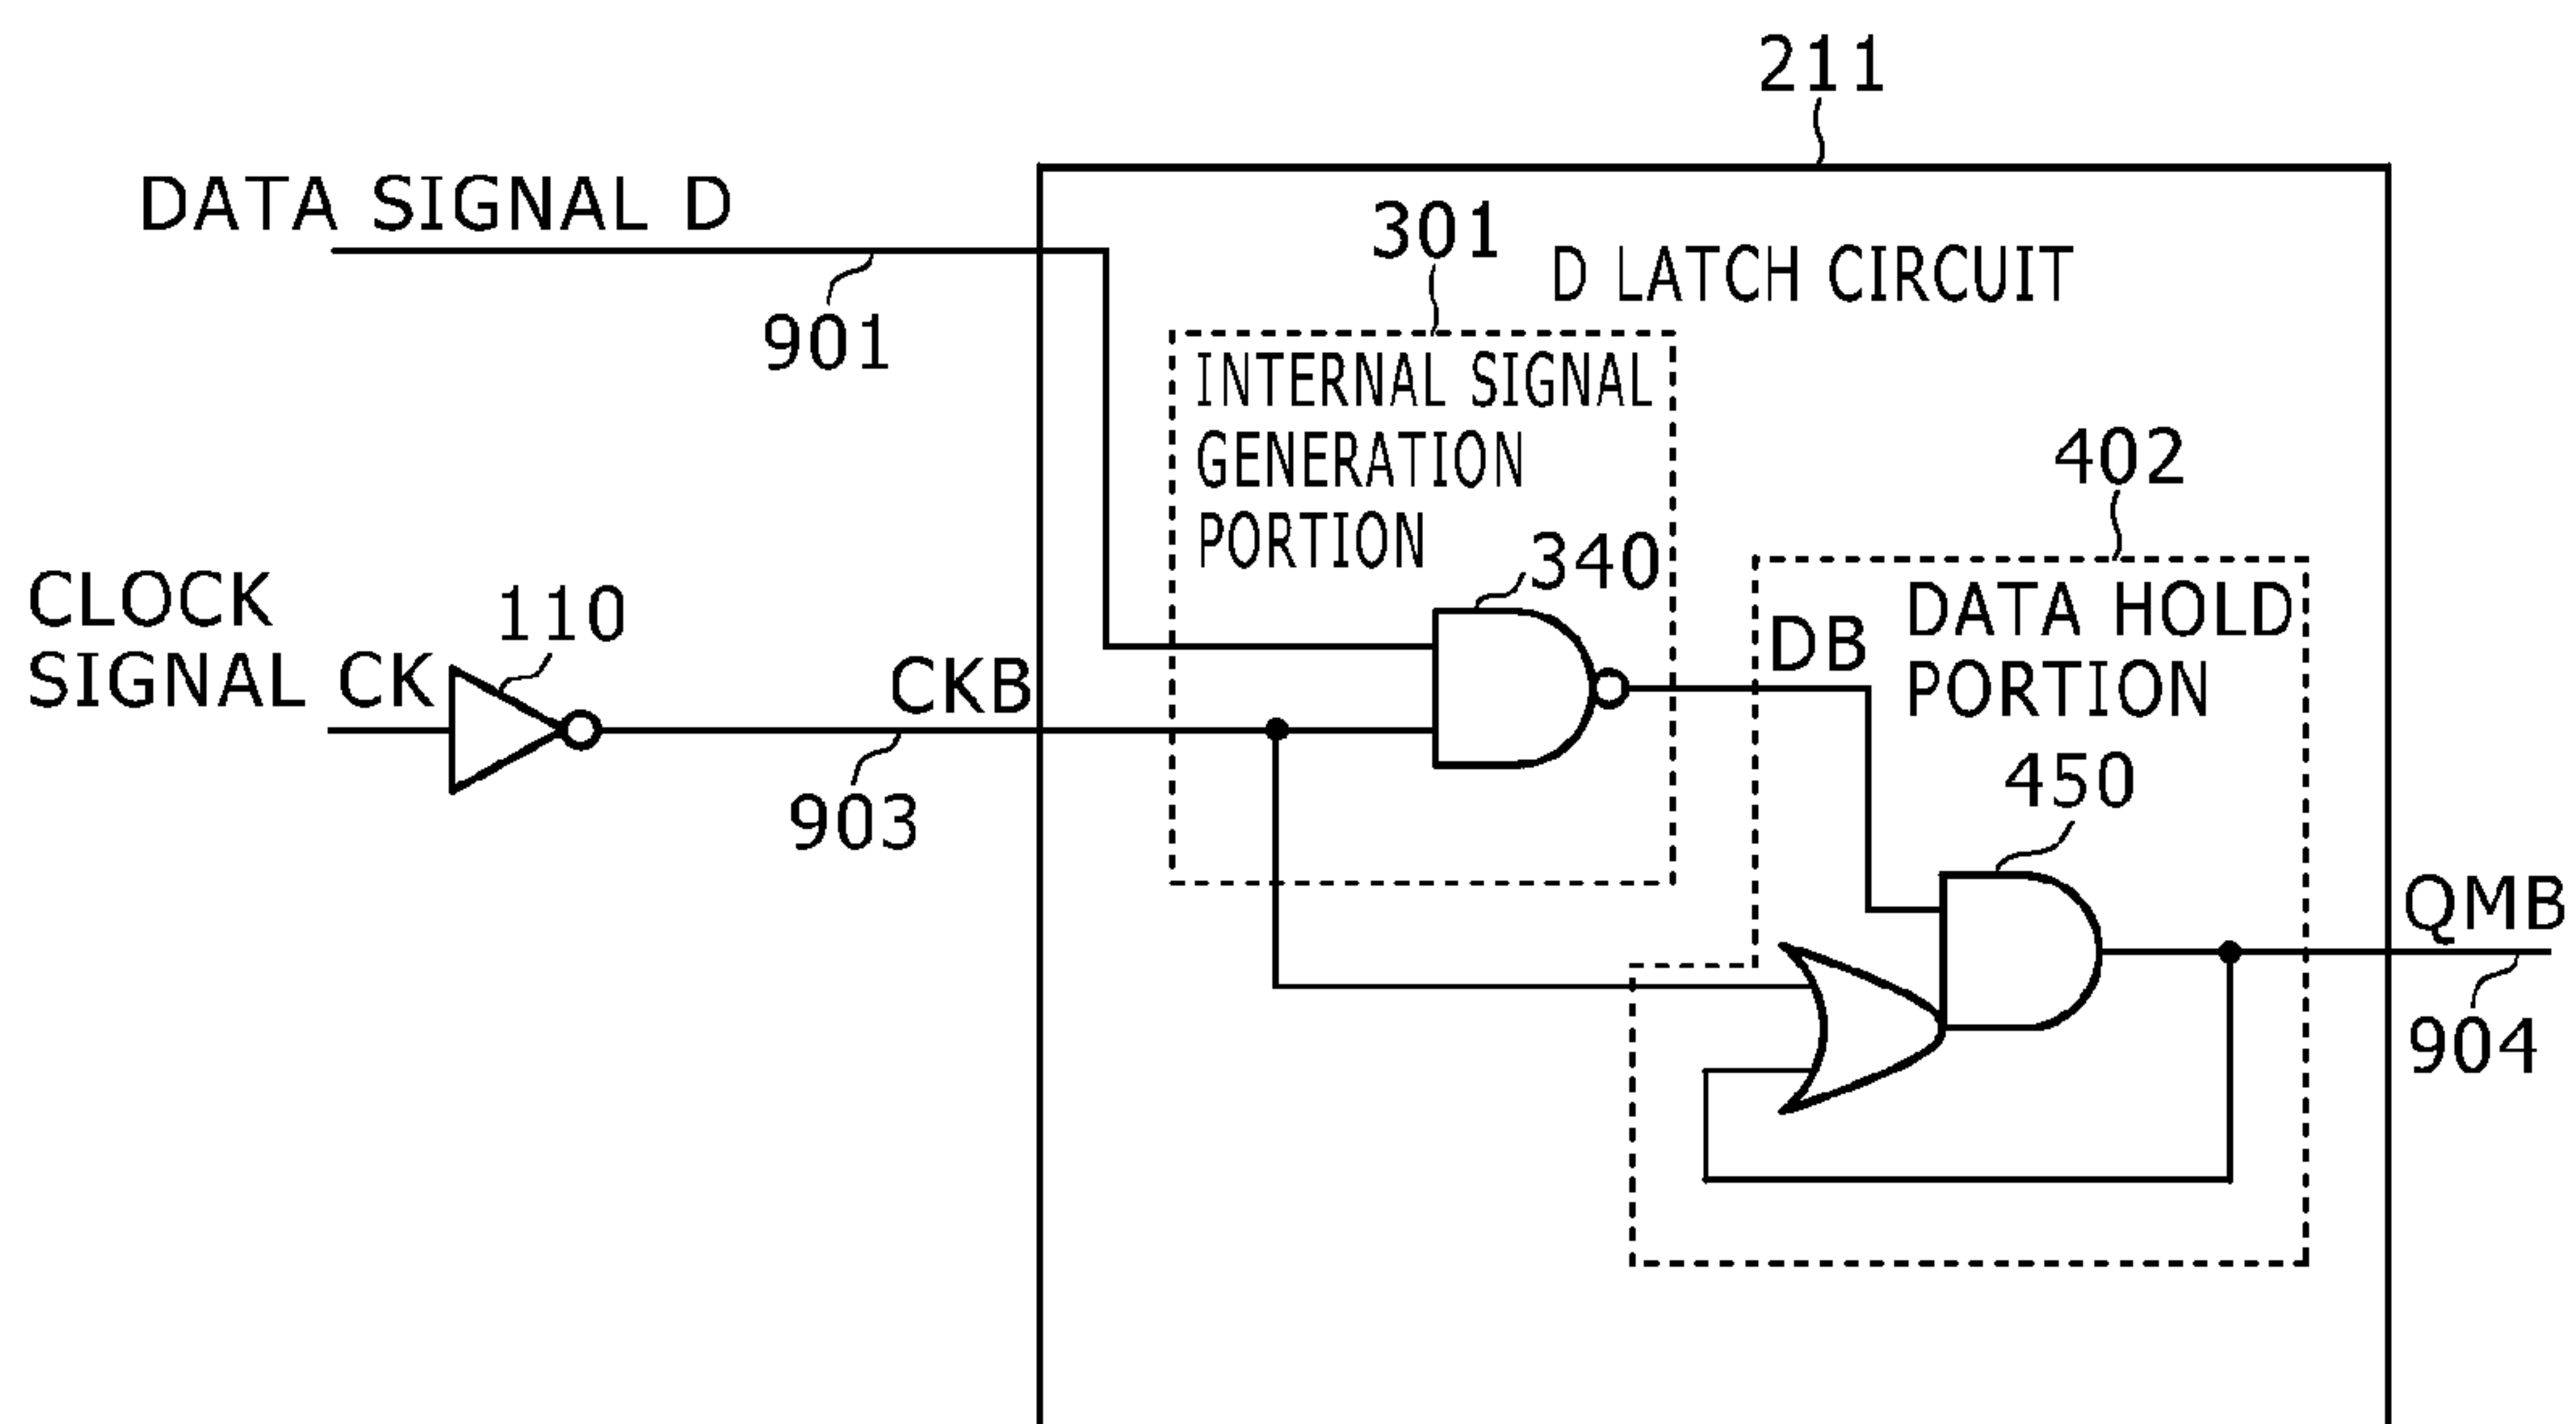 211
DATA SIGNAL D
301
D LATCH CIRCUIT
901
INTERNAL SIGNAL
GENERATION
PORTION
402
340
CLOCK
SIGNAL CK
110
CKB
DB
DATA HOLD
PORTION
903
450
QMB
904